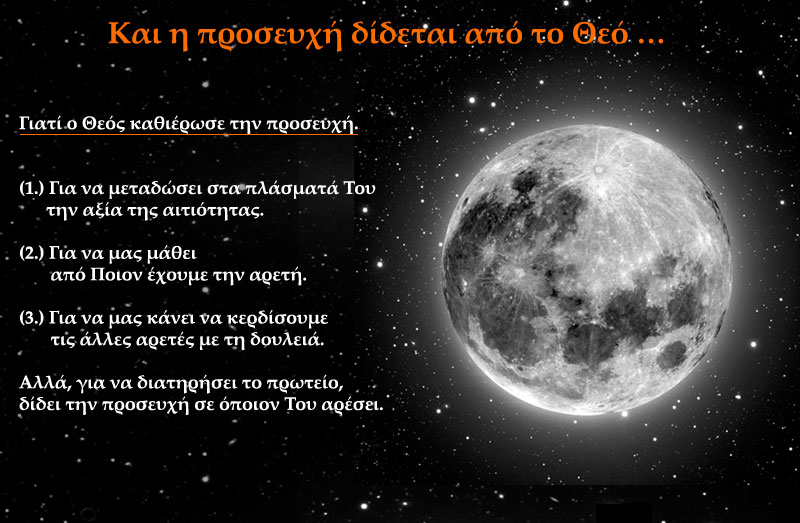 Και η προσευχή δίδεται από το Θεό ...
Γιατί ο Θεός καθιέρωσε την προσευχή.
(1.) Για να μεταδώσει στα πλάσματά Του
την αξία της αιτιότητας.
(2.) Για να μας μάθει
από Ποιον έχουμε την αρετή.
(3.) Για να μας κάνει να κερδίσουμε
τις άλλες αρετές με τη δουλειά.
Αλλά, για να διατηρήσει το πρωτείο,
δίδει την προσευχή σε όποιον Του αρέσει.